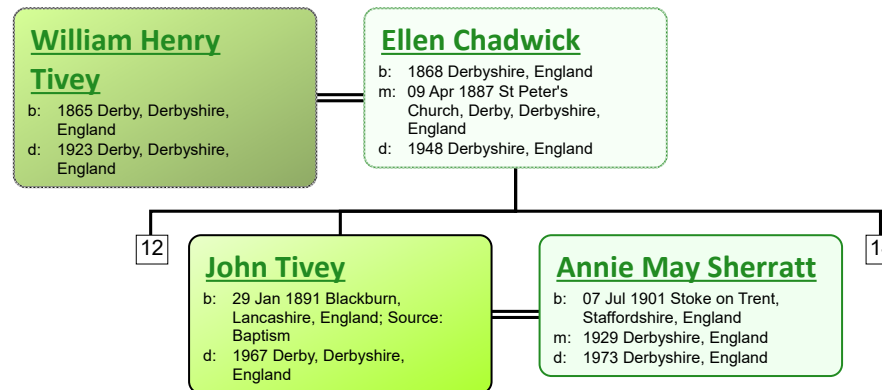 William Henry
Tivey
b: 1865 Derby, Derbyshire,
England
d: 1923 Derby, Derbyshire,
England
Ellen Chadwick
b: 1868 Derbyshire, England
m: 09 Apr 1887 St Peter's
Church, Derby, Derbyshire,
England
d: 1948 Derbyshire, England
12
John Tivey
b: 29 Jan 1891 Blackburn,
Lancashire, England; Source:
Baptism
d: 1967 Derby, Derbyshire,
England
Annie May Sherratt
b: 07 Jul 1901 Stoke on Trent,
Staffordshire, England
m: 1929 Derbyshire, England
d: 1973 Derbyshire, England